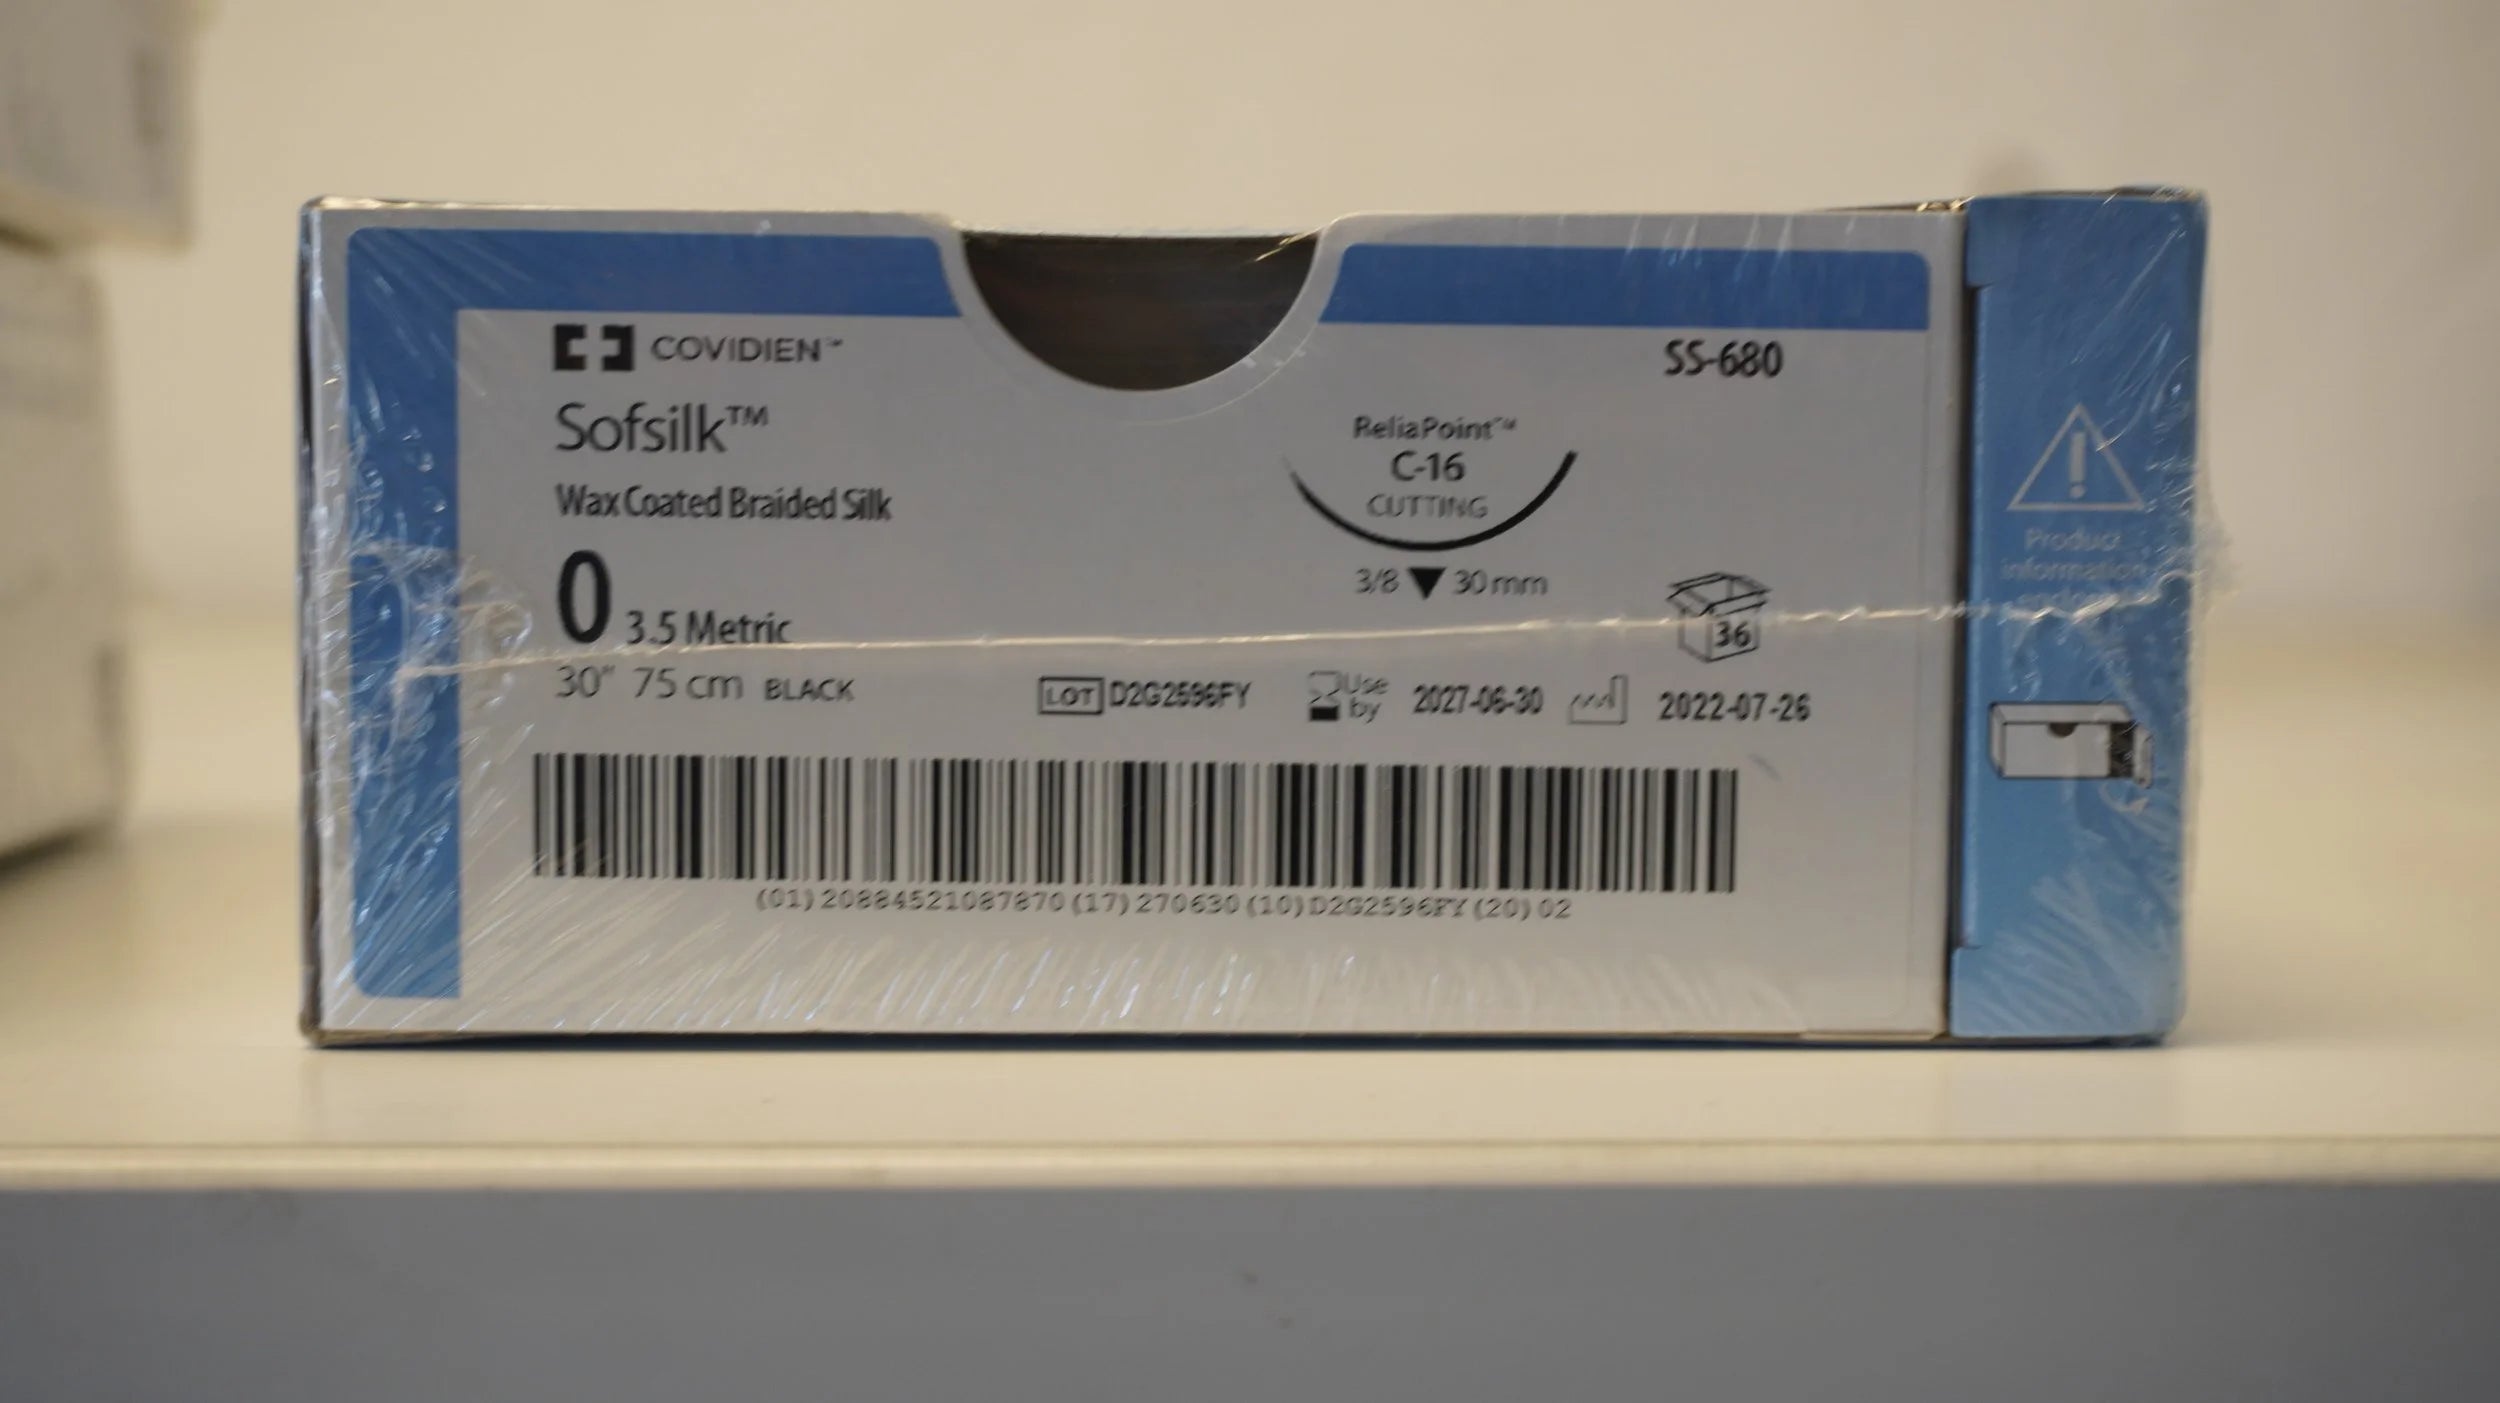 COVIDIEN™
SS-680
Sofsilk™
Wax Coated Braided Silk
ReliaPoint™
C-16
CUTTING
3/8 30 mm
0 3.5 Metric
36
30" 75 cm BLACK
LOT D2G2596FY
Use by 2027-06-30
2022-07-26
(01)20884521087870(17)270630(10)D2G2596FY(20)02
Product
information